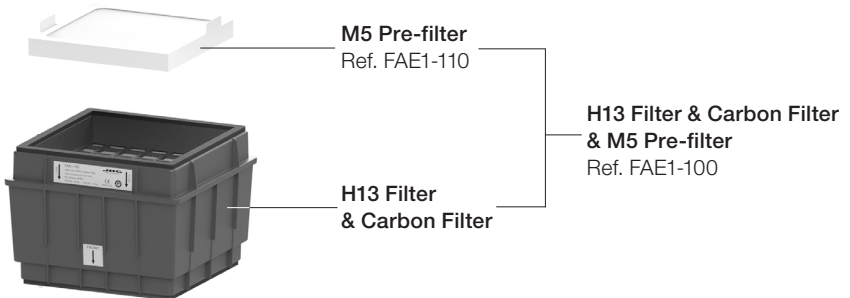 M5 Pre-filter
Ref. FAE1-110
H13 Filter & Carbon Filter
& M5 Pre-filter
Ref. FAE1-100
H13 Filter
& Carbon Filter